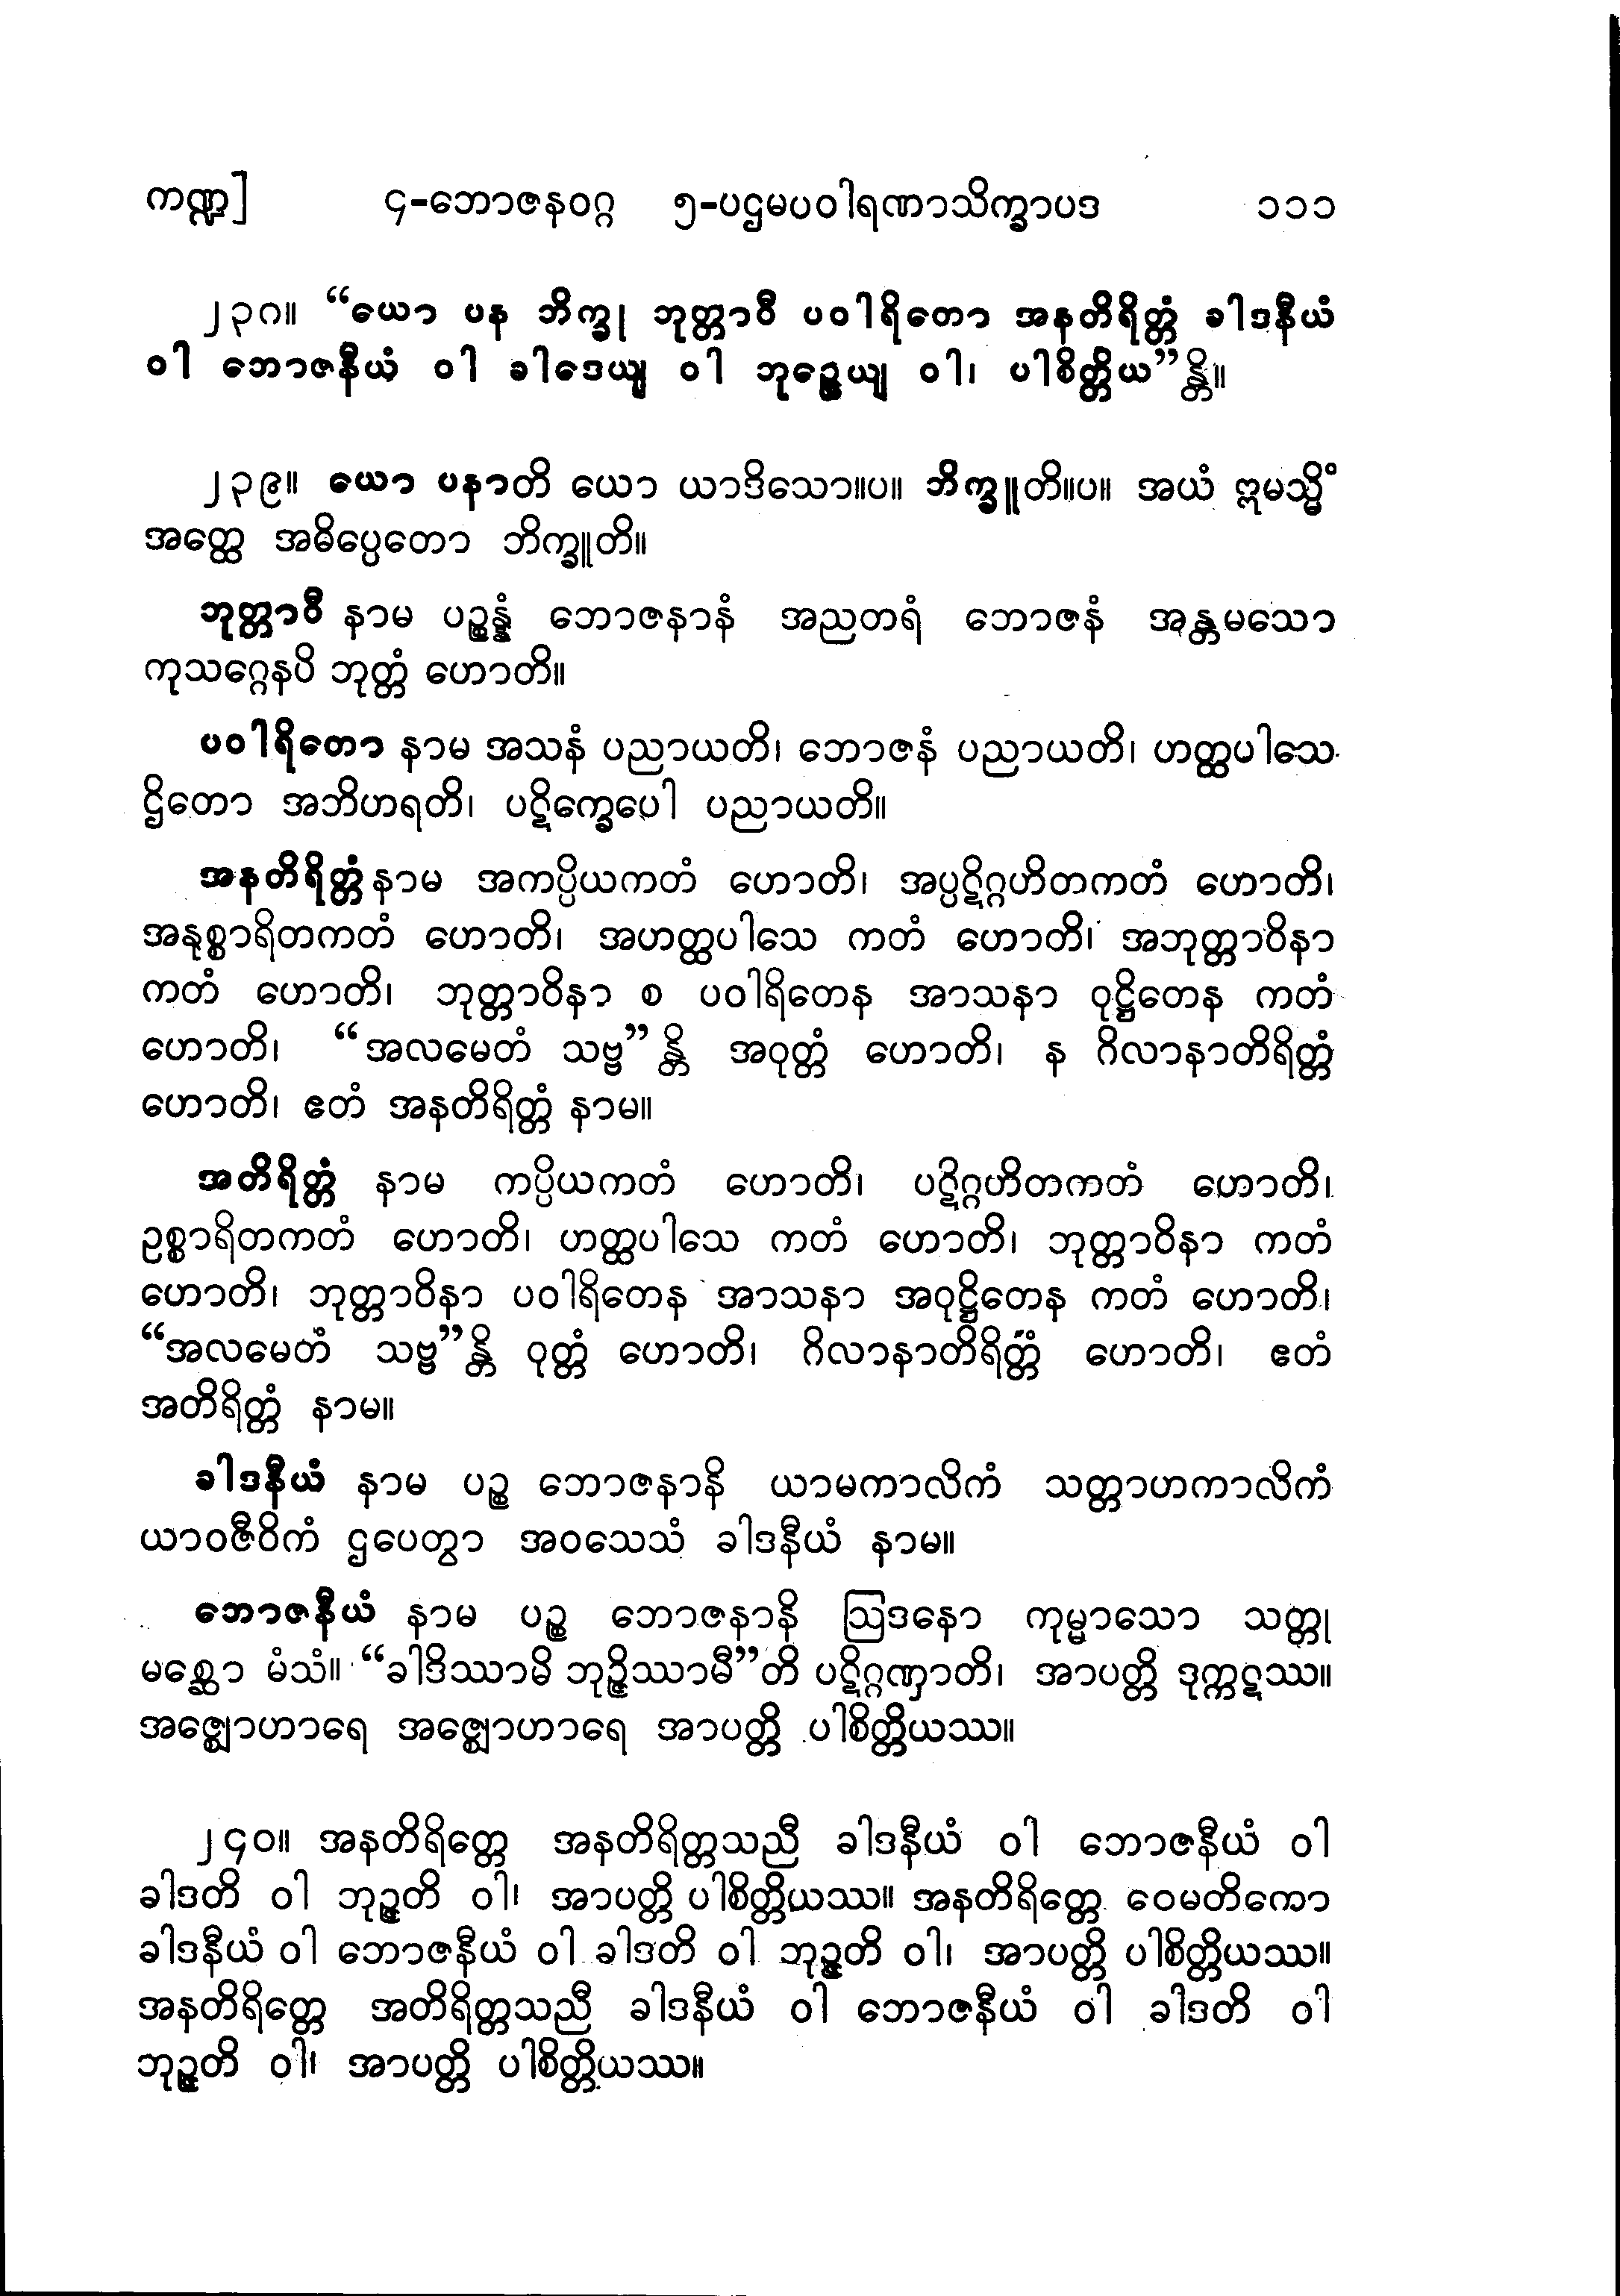 ကဏ္ဍ] ၄-ဘောဇနဝဂ္ဂ ၅-ပဌမပဝါရဏာသိက္ခာပဒ ၁၁၁
၂၃၈။ “ယော ပန ဘိက္ခု ဘုတ္တာဝီ ပဝါရိတော အနတိရိတ္တံ ခါဒနီယံ
ဝါ ဘောဇနီယံ ဝါ ခါဒေယျ ဝါ ဘုဉ္ဇေယျ ဝါ၊ ပါစိတ္တိယ”န္တိ။
၂၃၉။ ယော ပနာတိ ယော ယာဒိသော။ပ။ ဘိက္ခူတိ။ပ။ အယံ ဣမသ္မိံ
အတ္ထေ အဓိပ္ပေတော ဘိက္ခူတိ။
ဘုတ္တာဝီ နာမ ပဉ္စန္နံ ဘောဇနာနံ အညတရံ ဘောဇနံ အန္တမသော
ကုသဂ္ဂေနပိ ဘုတ္တံ ဟောတိ။
ပဝါရိတော နာမ အသနံ ပညာယတိ၊ ဘောဇနံ ပညာယတိ၊ ဟတ္ထပါသေ
ဌိတော အဘိဟရတိ၊ ပဋိက္ခေပေါ ပညာယတိ။
အနတိရိတ္တံ နာမ အကပ္ပိယကတံ ဟောတိ၊ အပ္ပဋိဂ္ဂဟိတကတံ ဟောတိ၊
အနုစ္စာရိတကတံ ဟောတိ၊ အဟတ္ထပါသေ ကတံ ဟောတိ၊ အဘုတ္တာဝိနာ
ကတံ ဟောတိ၊ ဘုတ္တာဝိနာ စ ပဝါရိတေန အာသနာ ဝုဋ္ဌိတေန ကတံ
ဟောတိ၊ “အလမေတံ သဗ္ဗ”န္တိ အဝုတ္တံ ဟောတိ၊ န ဂိလာနာတိရိတ္တံ
ဟောတိ၊ ဧတံ အနတိရိတ္တံ နာမ။
အတိရိတ္တံ နာမ ကပ္ပိယကတံ ဟောတိ၊ ပဋိဂ္ဂဟိတကတံ ဟောတိ၊
ဥစ္စာရိတကတံ ဟောတိ၊ ဟတ္ထပါသေ ကတံ ဟောတိ၊ ဘုတ္တာဝိနာ ကတံ
ဟောတိ၊ ဘုတ္တာဝိနာ ပဝါရိတေန အာသနာ အဝုဋ္ဌိတေန ကတံ ဟောတိ၊
“အလမေတံ သဗ္ဗ”န္တိ ဝုတ္တံ ဟောတိ၊ ဂိလာနာတိရိတ္တံ ဟောတိ၊ ဧတံ
အတိရိတ္တံ နာမ။
ခါဒနီယံ နာမ ပဉ္စ ဘောဇနာနိ ယာမကာလိကံ သတ္တာဟကာလိကံ
ယာဝဇီဝိကံ ဌပေတွာ အဝသေသံ ခါဒနီယံ နာမ။
ဘောဇနီယံ နာမ ပဉ္စ ဘောဇနာနိ ဩဒနော ကုမ္မာသော သတ္တု
မစ္ဆော မံသံ။ “ခါဒိဿာမိ ဘုဉ္ဇိဿာမီ”တိ ပဋိဂ္ဂဏှာတိ၊ အာပတ္တိ ဒုက္ကဋဿ။
အဇ္ဈောဟာရေ အဇ္ဈောဟာရေ အာပတ္တိ ပါစိတ္တိယဿ။
၂၄၀။ အနတိရိတ္တေ အနတိရိတ္တသညီ ခါဒနီယံ ဝါ ဘောဇနီယံ ဝါ
ခါဒတိ ဝါ ဘုဉ္ဇတိ ဝါ၊ အာပတ္တိ ပါစိတ္တိယဿ။ အနတိရိတ္တေ ဝေမတိကော
ခါဒနီယံ ဝါ ဘောဇနီယံ ဝါ ခါဒတိ ဝါ ဘုဉ္ဇတိ ဝါ၊ အာပတ္တိ ပါစိတ္တိယဿ။
အနတိရိတ္တေ အတိရိတ္တသညီ ခါဒနီယံ ဝါ ဘောဇနီယံ ဝါ ခါဒတိ ဝါ
ဘုဉ္ဇတိ ဝါ၊ အာပတ္တိ ပါစိတ္တိယဿ။